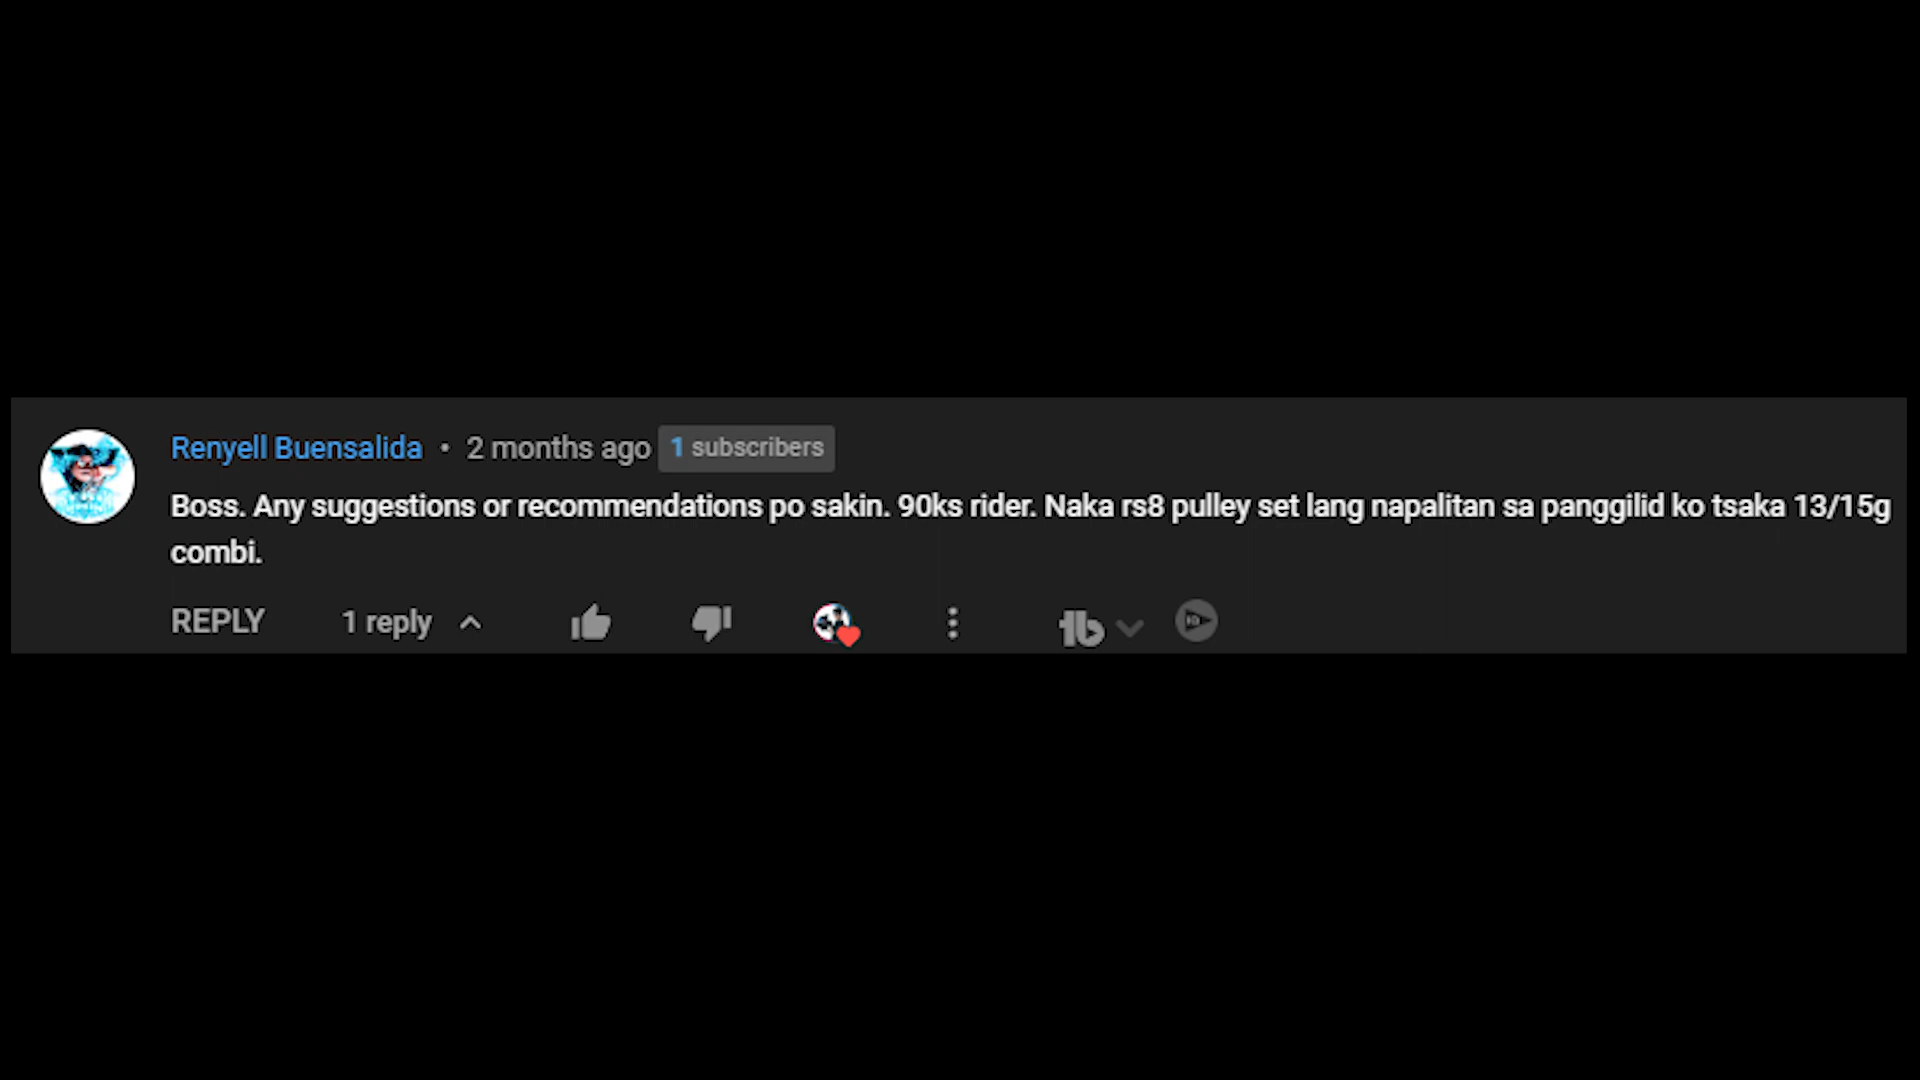 Renyell Buensalida • 2 months ago 1 subscribers
Boss. Any suggestions or recommendations po sakin. 90ks rider. Naka rs8 pulley set lang napalitan sa panggilid ko tsaka 13/15g
combi.
REPLY 1 reply